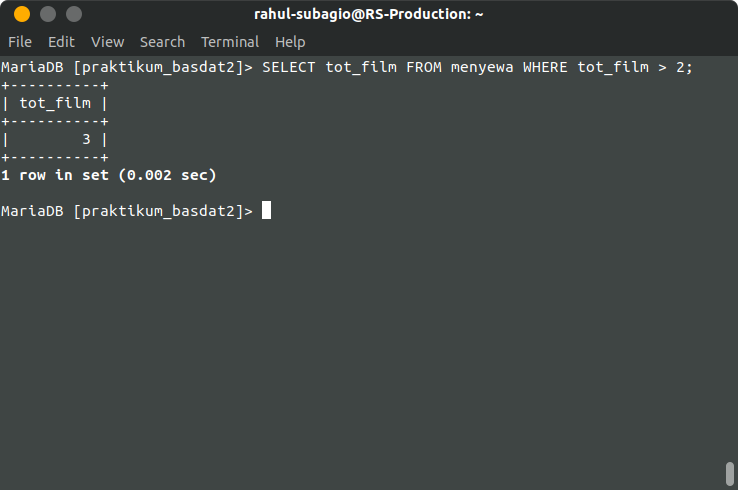 rahul-subagio@RS-Production: ~
File Edit View Search Terminal Help
MariaDB [praktikum_basdat2]> SELECT tot_film FROM menyewa WHERE tot_film > 2;
+----------+
| tot_film |
+----------+
|        3 |
+----------+
1 row in set (0.002 sec)
MariaDB [praktikum_basdat2]>